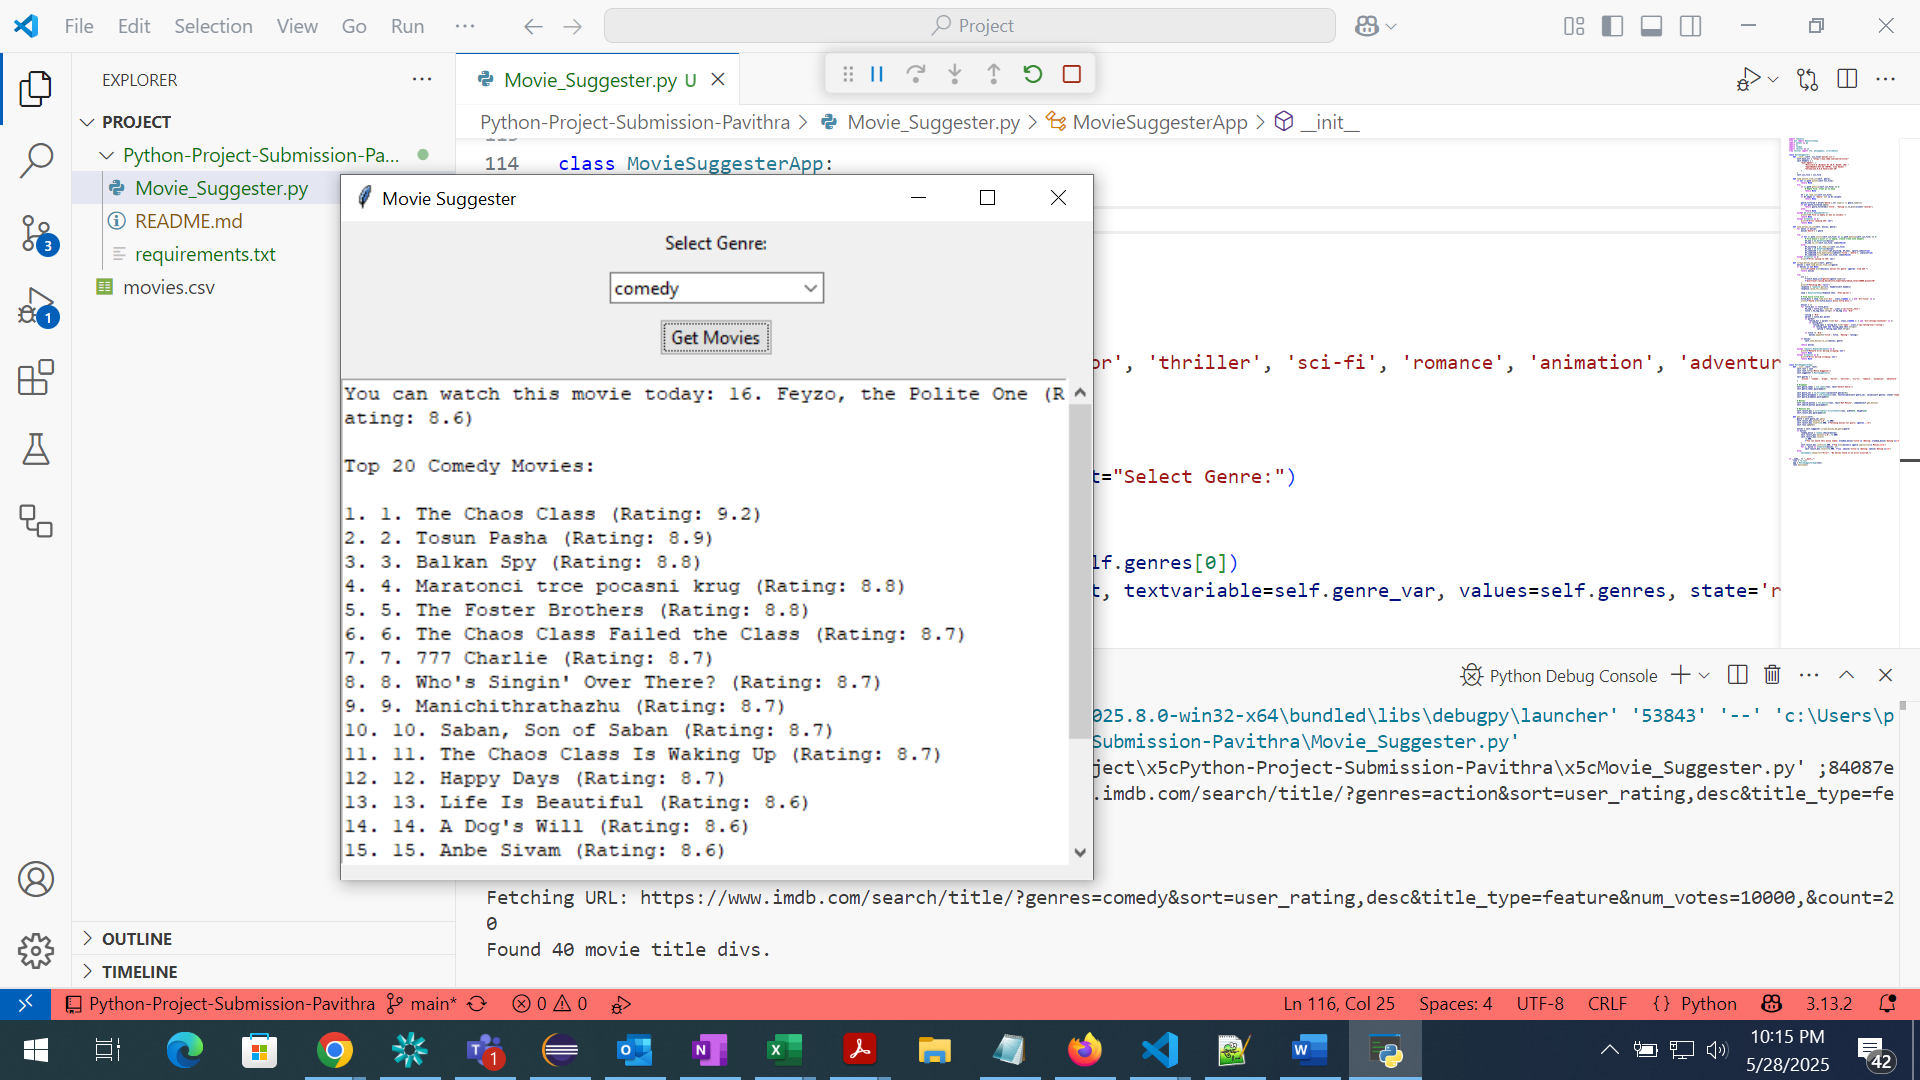 File Edit Selection View Go Run ···
Project
EXPLORER
PROJECT
Python-Project-Submission-Pa...
Movie_Suggester.py
README.md
requirements.txt
movies.csv
OUTLINE
TIMELINE
3
1
Movie_Suggester.py U
Python-Project-Submission-Pavithra > Movie_Suggester.py > MovieSuggesterApp > __init__
114 class MovieSuggesterApp:
or', 'thriller', 'sci-fi', 'romance', 'animation', 'adventur
t="Select Genre:")
lf.genres[0])
t, textvariable=self.genre_var, values=self.genres, state='r
Movie Suggester
Select Genre:
comedy
Get Movies
You can watch this movie today: 16. Feyzo, the Polite One (R
ating: 8.6)
Top 20 Comedy Movies:
1. 1. The Chaos Class (Rating: 9.2)
2. 2. Tosun Pasha (Rating: 8.9)
3. 3. Balkan Spy (Rating: 8.8)
4. 4. Maratonci trce pocasni krug (Rating: 8.8)
5. 5. The Foster Brothers (Rating: 8.8)
6. 6. The Chaos Class Failed the Class (Rating: 8.7)
7. 7. 777 Charlie (Rating: 8.7)
8. 8. Who's Singin' Over There? (Rating: 8.7)
9. 9. Manichithrathazhu (Rating: 8.7)
10. 10. Saban, Son of Saban (Rating: 8.7)
11. 11. The Chaos Class Is Waking Up (Rating: 8.7)
12. 12. Happy Days (Rating: 8.7)
13. 13. Life Is Beautiful (Rating: 8.6)
14. 14. A Dog's Will (Rating: 8.6)
15. 15. Anbe Sivam (Rating: 8.6)
Python Debug Console
025.8.0-win32-x64\bundled\libs\debugpy\launcher' '53843' '--' 'c:\Users\p
Submission-Pavithra\Movie_Suggester.py'
ject\x5cPython-Project-Submission-Pavithra\x5cMovie_Suggester.py' ;84087e
.imdb.com/search/title/?genres=action&sort=user_rating,desc&title_type=fe
Fetching URL: https://www.imdb.com/search/title/?genres=comedy&sort=user_rating,desc&title_type=feature&num_votes=10000,&count=2
0
Found 40 movie title divs.
Python-Project-Submission-Pavithra main* 0 0 Ln 116, Col 25 Spaces: 4 UTF-8 CRLF {} Python 3.13.2
1
10:15 PM
5/28/2025
42